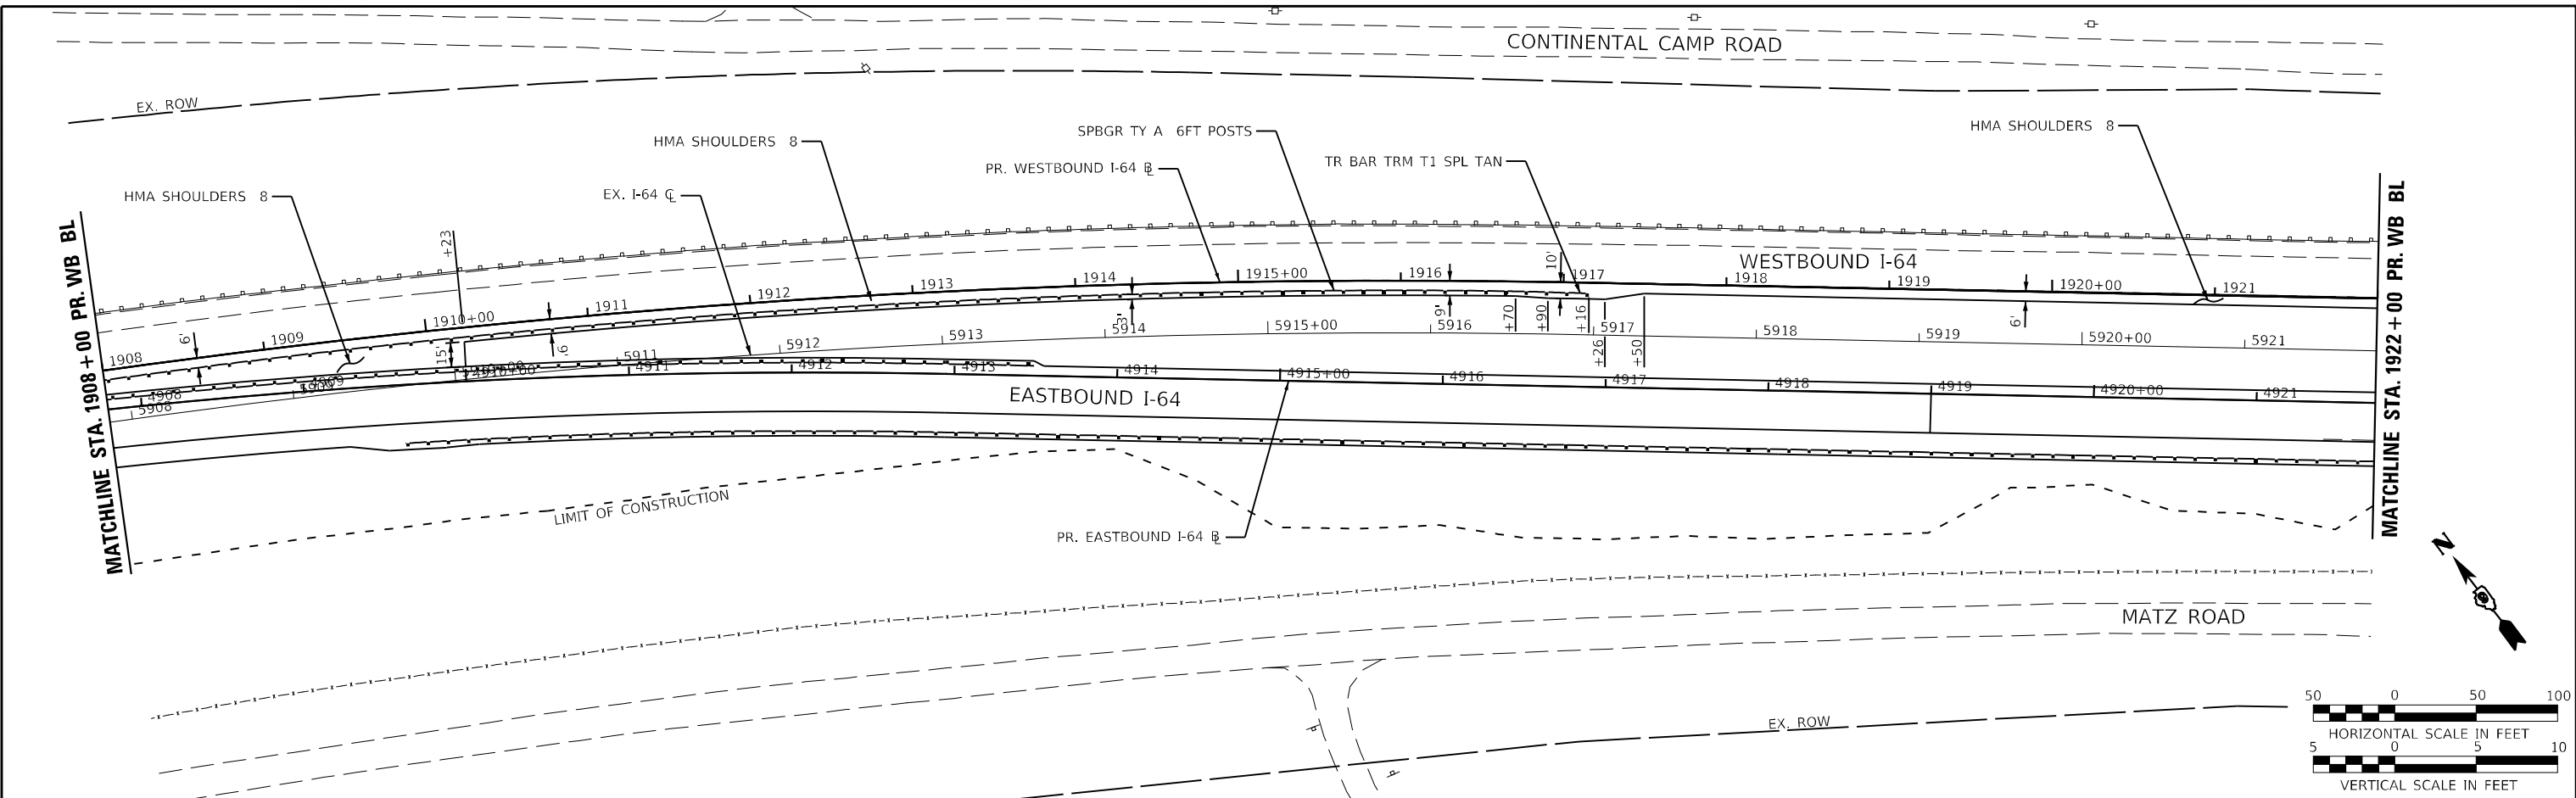 CONTINENTAL CAMP ROAD
EX. ROW
HMA SHOULDERS 8
SPBGR TY A 6FT POSTS
HMA SHOULDERS 8
PR. WESTBOUND I-64 BL
TR BAR TRM T1 SPL TAN
HMA SHOULDERS 8
EX. I-64 CL
MATCHLINE STA. 1908+00 PR. WB BL
MATCHLINE STA. 1922+00 PR. WB BL
+23
WESTBOUND I-64
1908
1909
1910+00
1911
1912
1913
1914
1915+00
1916
1917
1918
1919
1920+00
1921
6'
15'
3'
9'
10'
6'
+70
+90
+16
+26
+50
5908
5911
5912
5913
5914
5915+00
5916
5917
5918
5919
5920+00
5921
4908
4909
4910+00
4911
4912
4913
4914
4915+00
4916
4917
4918
4919
4920+00
4921
EASTBOUND I-64
LIMIT OF CONSTRUCTION
PR. EASTBOUND I-64 BL
N
MATZ ROAD
EX. ROW
50 0 50 100
HORIZONTAL SCALE IN FEET
5 0 5 10
VERTICAL SCALE IN FEET